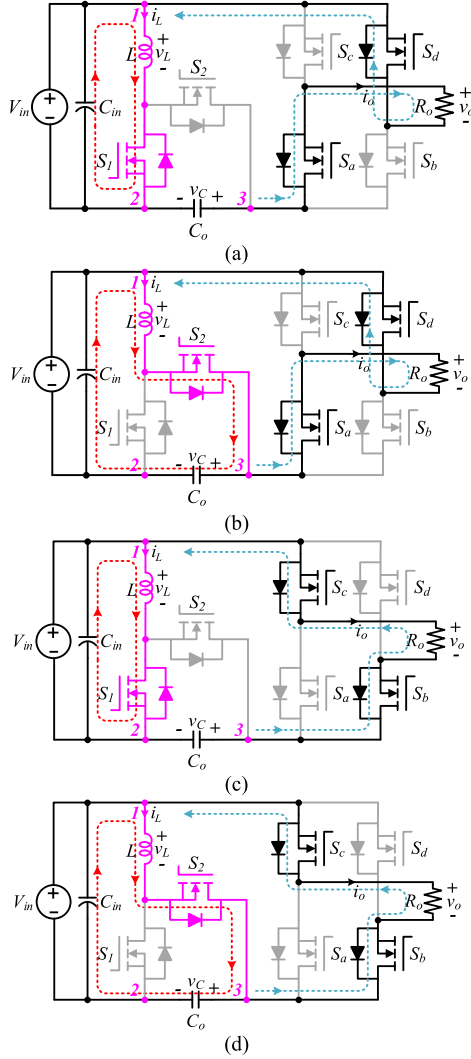 1 i_L
L + v_L - S_2
S_c S_d
V_in + - C_in
i_o R_o + v_o -
S_1 S_a S_b
2 - v_C + 3
C_o
(a)
1 i_L
L + v_L - S_2
S_c S_d
V_in + - C_in
i_o R_o + v_o -
S_1 S_a S_b
2 - v_C + 3
C_o
(b)
1 i_L
L + v_L - S_2
S_c S_d
V_in + - C_in
i_o R_o + v_o -
S_1 S_a S_b
2 - v_C + 3
C_o
(c)
1 i_L
L + v_L - S_2
S_c S_d
V_in + - C_in
i_o R_o + v_o -
S_1 S_a S_b
2 - v_C + 3
C_o
(d)